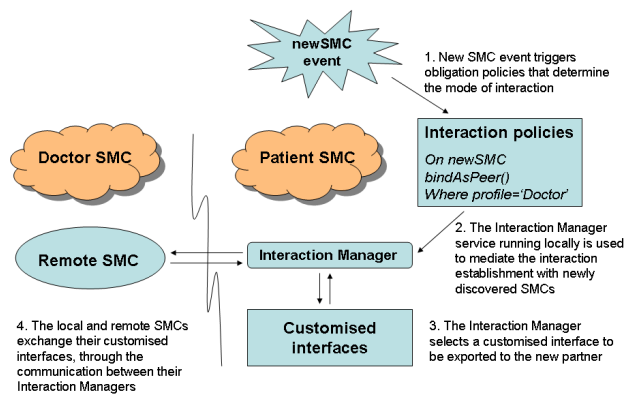 newSMC
event
1. New SMC event triggers
obligation policies that determine
the mode of interaction
Doctor SMC
Patient SMC
Interaction policies
On newSMC
bindAsPeer()
Where profile=‘Doctor’
2. The Interaction Manager
service running locally is used
to mediate the interaction
establishment with newly
discovered SMCs
Remote SMC
Interaction Manager
Customised
interfaces
3. The Interaction Manager
selects a customised interface to
be exported to the new partner
4. The local and remote SMCs
exchange their customised
interfaces, through the
communication between their
Interaction Managers